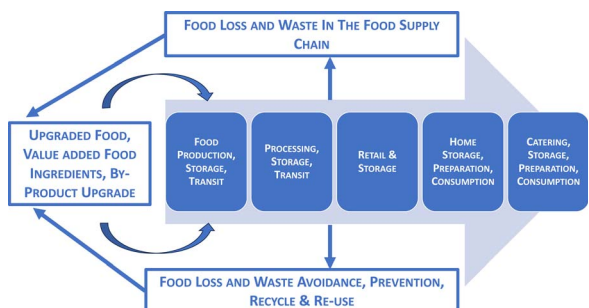 Food Loss and Waste In The Food Supply
Chain
Upgraded Food,
Value added Food
Ingredients, By-
Product Upgrade
Food
Production,
Storage,
Transit
Processing,
Storage,
Transit
Retail &
Storage
Home
Storage,
Preparation,
Consumption
Catering,
Storage,
Preparation,
Consumption
Food Loss and Waste Avoidance, Prevention,
Recycle & Re-use